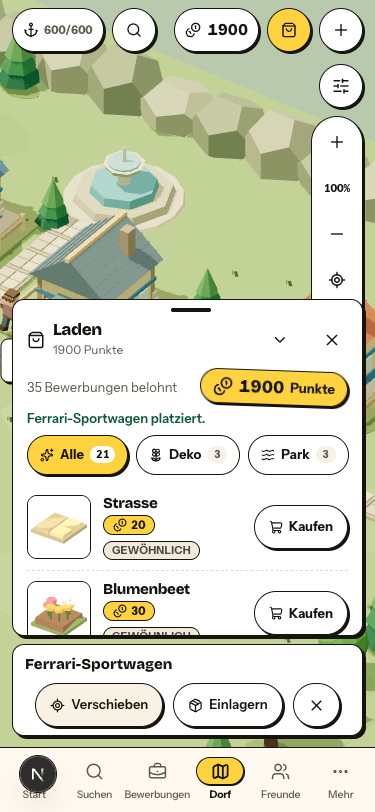 600/600
1900
100%
Laden
1900 Punkte
35 Bewerbungen belohnt
1900 Punkte
Ferrari-Sportwagen platziert.
Alle 21
Deko 3
Park 3
Strasse
20
GEWÖHNLICH
Kaufen
Blumenbeet
30
GEWÖHNLICH
Kaufen
Ferrari-Sportwagen
Verschieben
Einlagern
N
Start
Suchen
Bewerbungen
Dorf
Freunde
Mehr